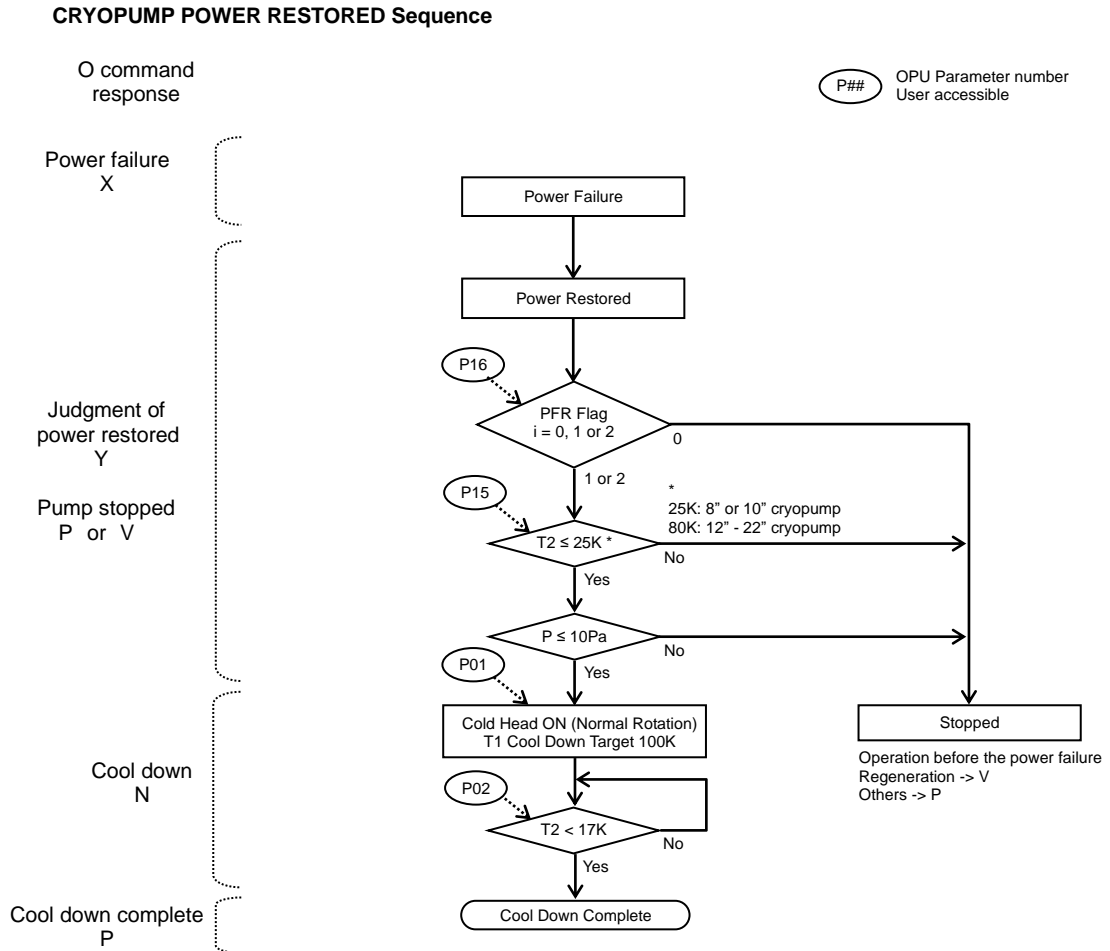 CRYOPUMP POWER RESTORED Sequence
O command
response
P##
OPU Parameter number
User accessible
Power failure
X
Power Failure
Power Restored
P16
PFR Flag
i = 0, 1 or 2
0
1 or 2
Judgment of
power restored
Y
Pump stopped
P or V
P15
*
25K: 8” or 10” cryopump
80K: 12” - 22” cryopump
T2 ≤ 25K *
No
Yes
P ≤ 10Pa
No
Yes
P01
Cold Head ON (Normal Rotation)
T1 Cool Down Target 100K
Stopped
Operation before the power failure
Regeneration -> V
Others -> P
Cool down
N
P02
T2 < 17K
No
Yes
Cool down complete
P
Cool Down Complete